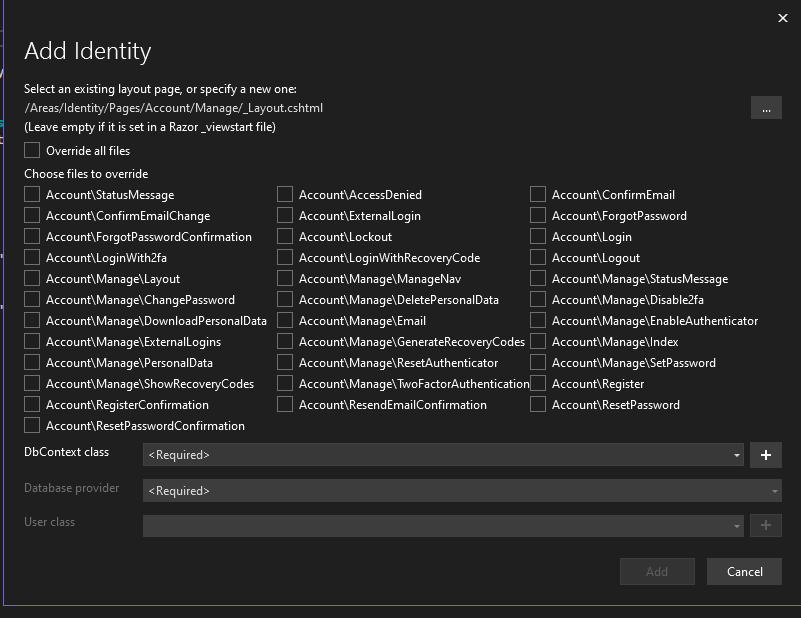 Add Identity
Select an existing layout page, or specify a new one:
/Areas/Identity/Pages/Account/Manage/_Layout.cshtml
...
(Leave empty if it is set in a Razor _viewstart file)
Override all files
Choose files to override
Account\StatusMessage Account\AccessDenied Account\ConfirmEmail
Account\ConfirmEmailChange Account\ExternalLogin Account\ForgotPassword
Account\ForgotPasswordConfirmation Account\Lockout Account\Login
Account\LoginWith2fa Account\LoginWithRecoveryCode Account\Logout
Account\Manage\Layout Account\Manage\ManageNav Account\Manage\StatusMessage
Account\Manage\ChangePassword Account\Manage\DeletePersonalData Account\Manage\Disable2fa
Account\Manage\DownloadPersonalData Account\Manage\Email Account\Manage\EnableAuthenticator
Account\Manage\ExternalLogins Account\Manage\GenerateRecoveryCodes Account\Manage\Index
Account\Manage\PersonalData Account\Manage\ResetAuthenticator Account\Manage\SetPassword
Account\Manage\ShowRecoveryCodes Account\Manage\TwoFactorAuthentication Account\Register
Account\RegisterConfirmation Account\ResendEmailConfirmation Account\ResetPassword
Account\ResetPasswordConfirmation
DbContext class <Required> +
Database provider <Required>
User class +
Add Cancel